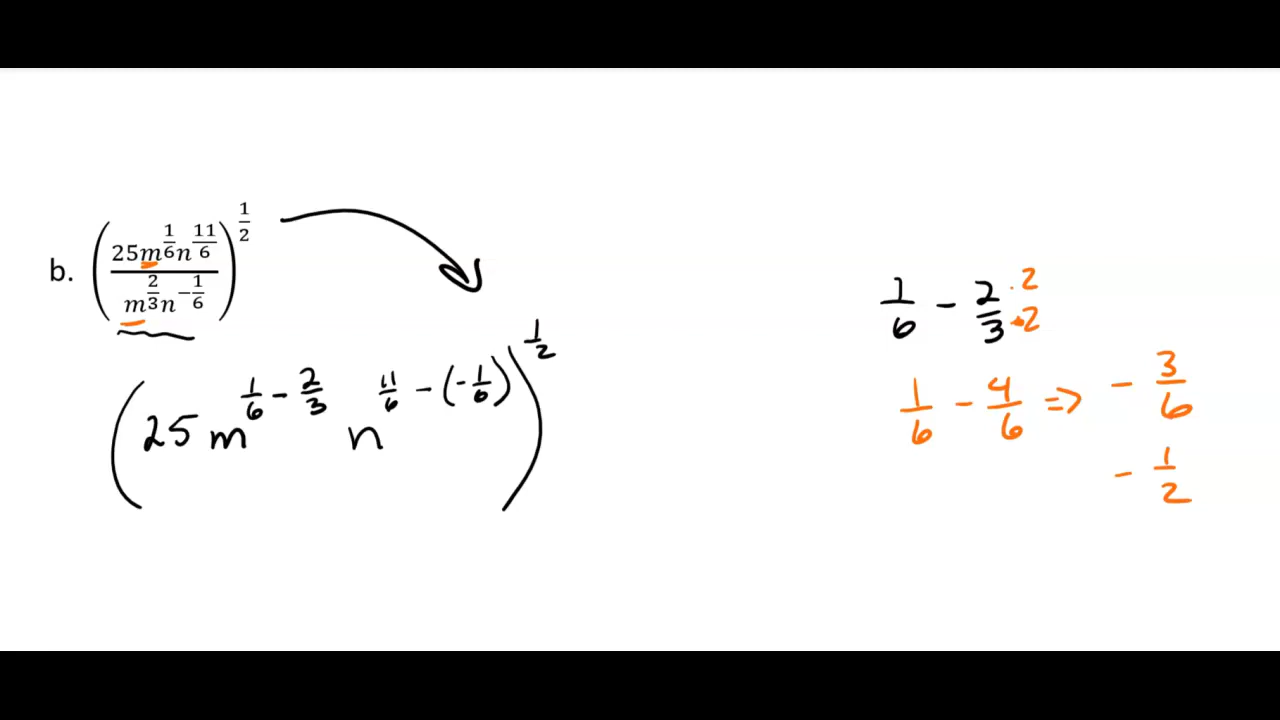 b. (25m^(1/6)n^(11/6) / m^(2/3)n^(-1/6))^(1/2)
(25 m^(1/6 - 2/3) n^(11/6 - (-1/6)))^(1/2)
1/6 - 2/3 · 2 · 2
1/6 - 4/6 => - 3/6
- 1/2